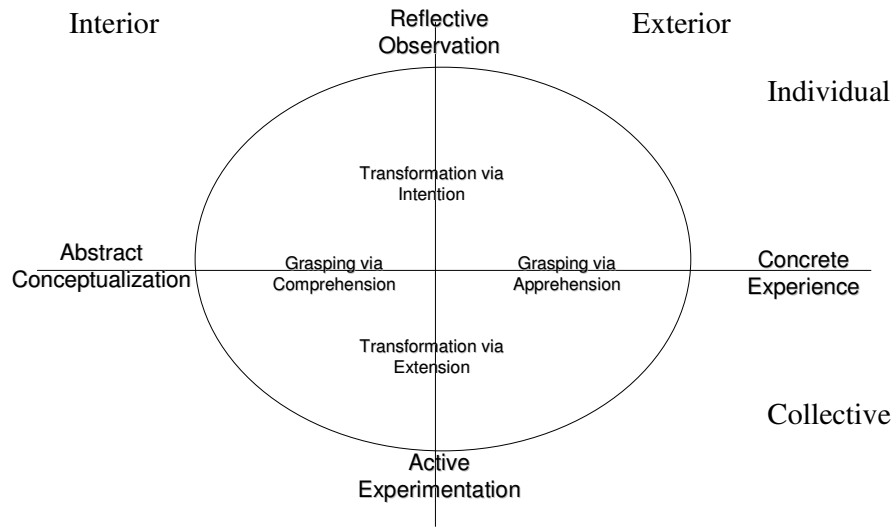 Interior
Reflective
Observation
Exterior
Individual
Transformation via
Intention
Abstract
Conceptualization
Grasping via
Comprehension
Grasping via
Apprehension
Concrete
Experience
Transformation via
Extension
Collective
Active
Experimentation